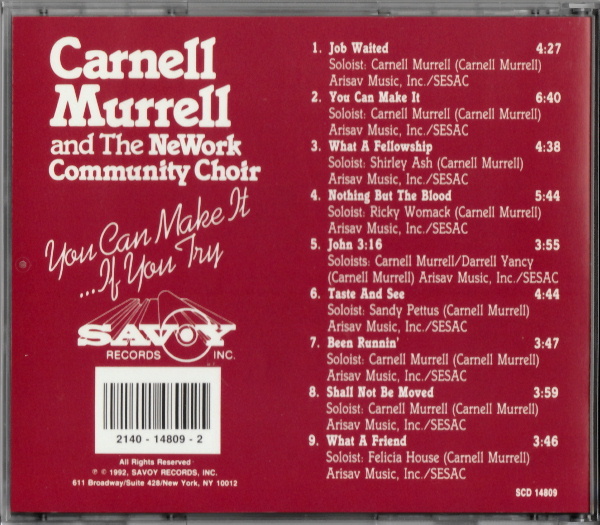 Carnell
Murrell
and The NeWork
Community Choir
You Can Make It
...If You Try
SAVOY
RECORDS INC.
2140 - 14809 - 2
All Rights Reserved
℗ © 1992, SAVOY RECORDS, INC.
611 Broadway/Suite 428/New York, NY 10012
1. Job Waited 4:27
Soloist: Carnell Murrell (Carnell Murrell)
Arisav Music, Inc./SESAC
2. You Can Make It 6:40
Soloist: Carnell Murrell (Carnell Murrell)
Arisav Music, Inc./SESAC
3. What A Fellowship 4:38
Soloist: Shirley Ash (Carnell Murrell)
Arisav Music, Inc./SESAC
4. Nothing But The Blood 5:44
Soloist: Ricky Womack (Carnell Murrell)
Arisav Music, Inc./SESAC
5. John 3:16 3:55
Soloists: Carnell Murrell/Darrell Yancy
(Carnell Murrell) Arisav Music, Inc./SESAC
6. Taste And See 4:44
Soloist: Sandy Pettus (Carnell Murrell)
Arisav Music, Inc./SESAC
7. Been Runnin' 3:47
Soloist: Carnell Murrell (Carnell Murrell)
Arisav Music, Inc./SESAC
8. Shall Not Be Moved 3:59
Soloist: Carnell Murrell (Carnell Murrell)
Arisav Music, Inc./SESAC
9. What A Friend 3:46
Soloist: Felicia House (Carnell Murrell)
Arisav Music, Inc./SESAC
SCD 14809